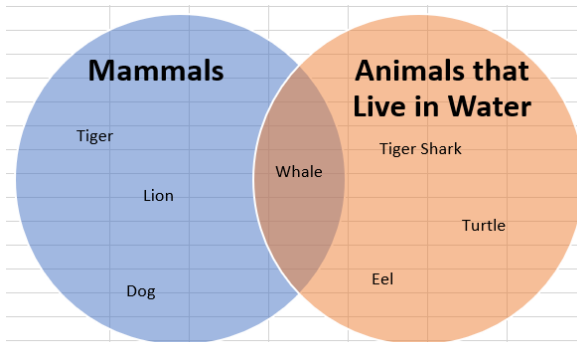 Mammals
Animals that
Live in Water
Tiger
Tiger Shark
Whale
Lion
Turtle
Eel
Dog